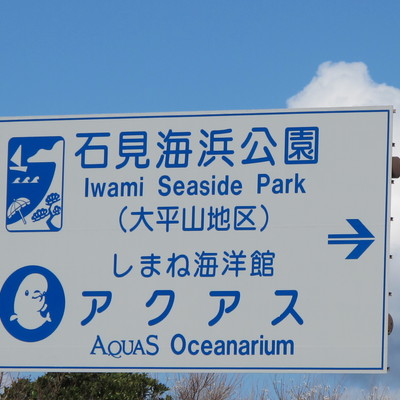 石見海浜公園
Iwami Seaside Park
(大平山地区)
しまね海洋館
アクアス
AQUAS Oceanarium